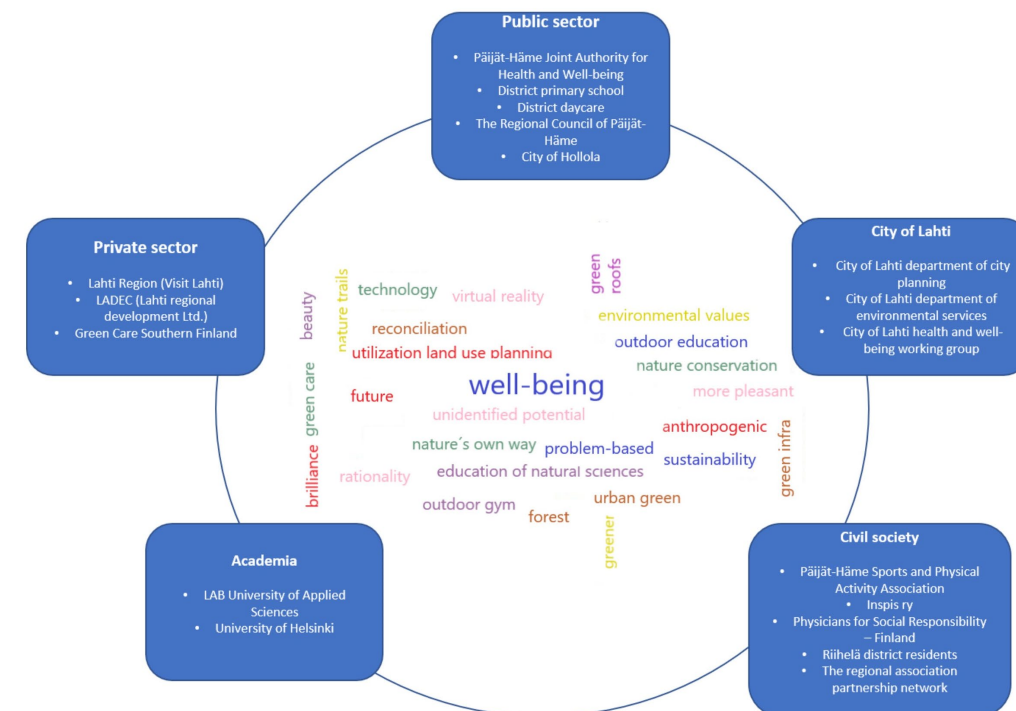 Public sector
• Päijät-Häme Joint Authority for
Health and Well-being
• District primary school
• District daycare
• The Regional Council of Päijät-
Häme
• City of Hollola
Private sector
• Lahti Region (Visit Lahti)
• LADEC (Lahti regional
development Ltd.)
• Green Care Southern Finland
City of Lahti
• City of Lahti department of city
planning
• City of Lahti department of
environmental services
• City of Lahti health and well-
being working group
beauty
nature trails
technology
virtual reality
green
roofs
reconciliation
environmental values
utilization land use planning
outdoor education
nature conservation
well-being
green care
future
more pleasant
unidentified potential
anthropogenic
nature´s own way
problem-based
green infra
sustainability
brilliance
rationality
education of natural sciences
outdoor gym
urban green
forest
greener
Academia
• LAB University of Applied
Sciences
• University of Helsinki
Civil society
• Päijät-Häme Sports and Physical
Activity Association
• Inspis ry
• Physicians for Social Responsibility
– Finland
• Riihelä district residents
• The regional association
partnership network